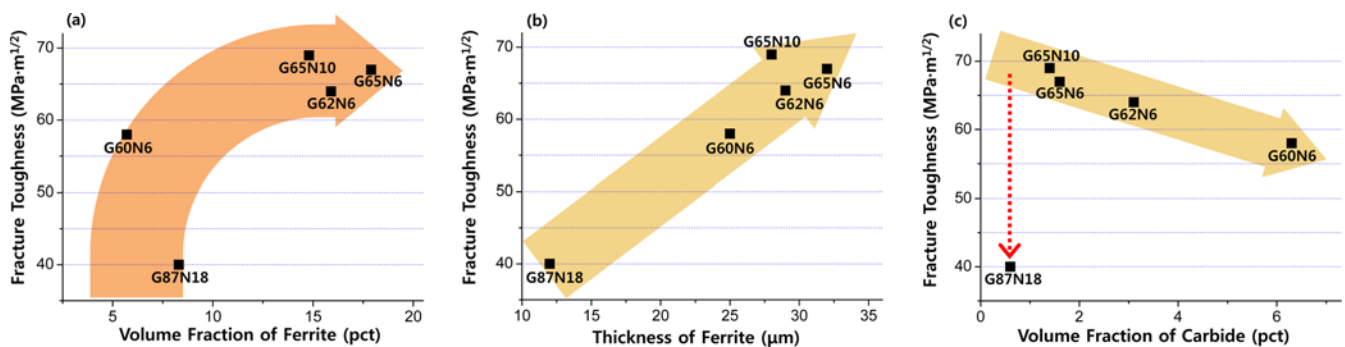 (a)
Fracture Toughness (MPa·m1/2)
70
60
50
40
G65N10
G65N6
G62N6
G60N6
G87N18
5 10 15 20
Volume Fraction of Ferrite (pct)
(b)
Fracture Toughness (MPa·m1/2)
70
60
50
40
G65N10
G65N6
G62N6
G60N6
G87N18
10 15 20 25 30 35
Thickness of Ferrite (μm)
(c)
Fracture Toughness (MPa·m1/2)
70
60
50
40
G65N10
G65N6
G62N6
G60N6
G87N18
0 2 4 6
Volume Fraction of Carbide (pct)